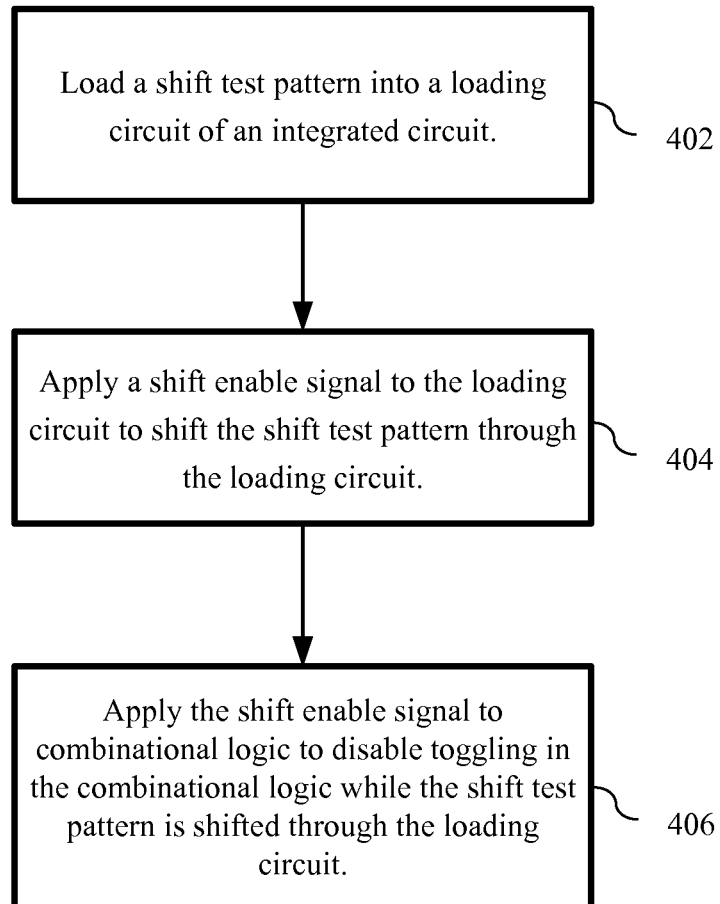 Load a shift test pattern into a loading
circuit of an integrated circuit.
402
Apply a shift enable signal to the loading
circuit to shift the shift test pattern through
the loading circuit.
404
Apply the shift enable signal to
combinational logic to disable toggling in
the combinational logic while the shift test
pattern is shifted through the loading
circuit.
406